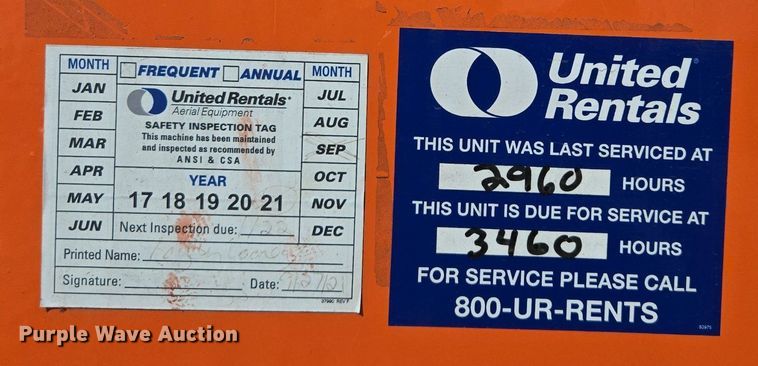 MONTH
FREQUENT ANNUAL
MONTH
JAN
FEB
MAR
APR
MAY
JUN
United Rentals
Aerial Equipment
SAFETY INSPECTION TAG
This machine has been maintained
and inspected as recommended by
ANSI & CSA
YEAR
17 18 19 20 21
JUL
AUG
SEP
OCT
NOV
DEC
Next Inspection due:
Printed Name:
Signature: Date:
United
Rentals
THIS UNIT WAS LAST SERVICED AT
2960 HOURS
THIS UNIT IS DUE FOR SERVICE AT
3460 HOURS
FOR SERVICE PLEASE CALL
800-UR-RENTS
Purple Wave Auction